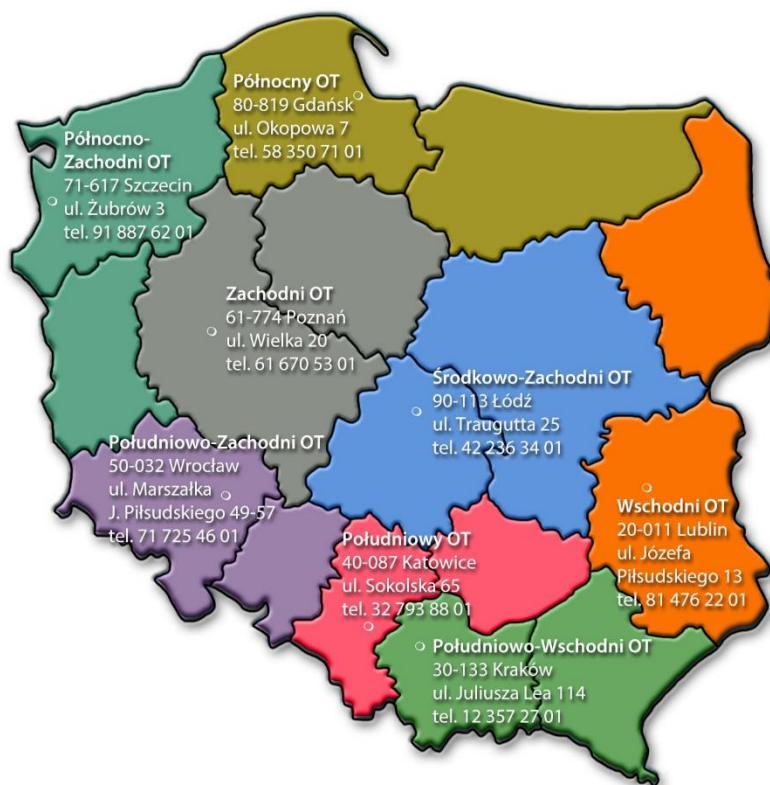 Północny OT
80-819 Gdańsk
ul. Okopowa 7
tel. 58 350 71 01
Północno-
Zachodni OT
71-617 Szczecin
ul. Żubrów 3
tel. 91 887 62 01
Zachodni OT
61-774 Poznań
ul. Wielka 20
tel. 61 670 53 01
Środkowo-Zachodni OT
90-113 Łódź
ul. Traugutta 25
tel. 42 236 34 01
Południowo-Zachodni OT
50-032 Wrocław
ul. Marszałka
J. Piłsudskiego 49-57
tel. 71 725 46 01
Wschodni OT
20-011 Lublin
ul. Józefa
Piłsudskiego 13
tel. 81 476 22 01
Południowy OT
40-087 Katowice
ul. Sokolska 65
tel. 32 793 88 01
Południowo-Wschodni OT
30-133 Kraków
ul. Juliusza Lea 114
tel. 12 357 27 01